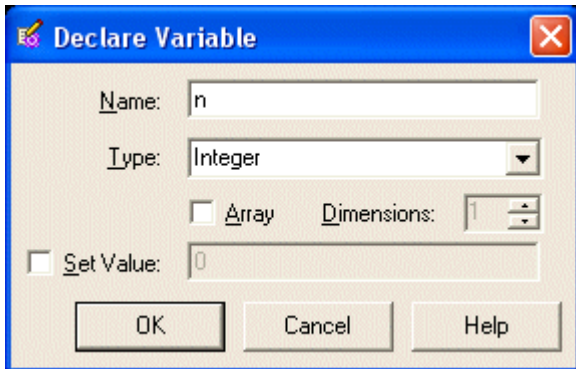 Declare Variable
Name: n
Type: Integer
Array Dimensions: 1
Set Value: 0
OK Cancel Help